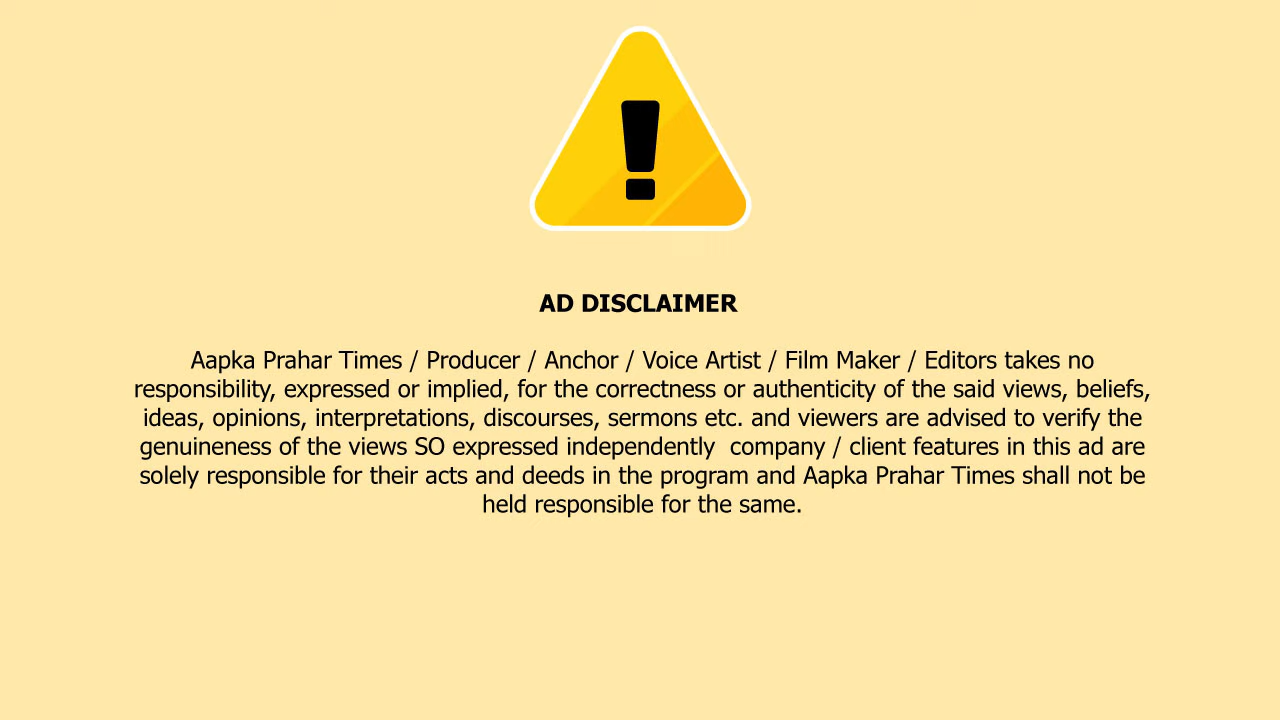 AD DISCLAIMER
Aapka Prahar Times / Producer / Anchor / Voice Artist / Film Maker / Editors takes no
responsibility, expressed or implied, for the correctness or authenticity of the said views, beliefs,
ideas, opinions, interpretations, discourses, sermons etc. and viewers are advised to verify the
genuineness of the views SO expressed independently  company / client features in this ad are
solely responsible for their acts and deeds in the program and Aapka Prahar Times shall not be
held responsible for the same.